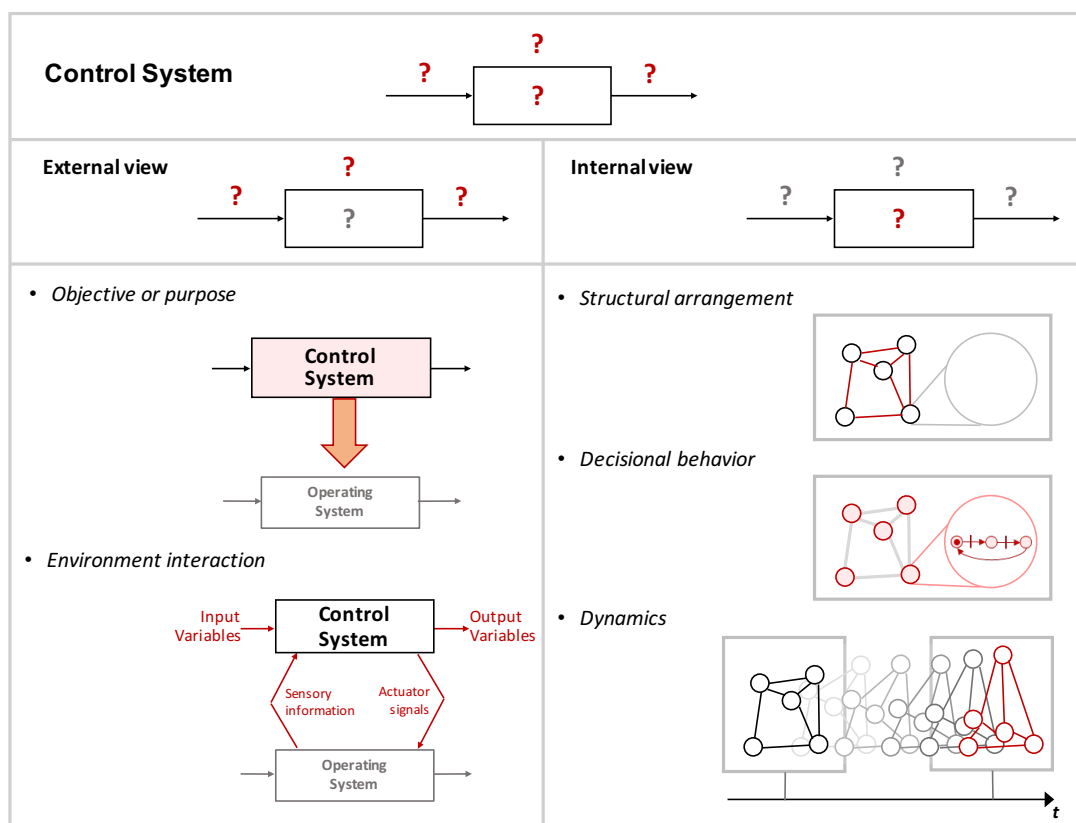 Control System
?
?
?
?
External view
?
?
?
?
Internal view
?
?
?
?
• Objective or purpose
Control
System
Operating
System
• Environment interaction
Input
Variables
Control
System
Output
Variables
Sensory
information
Actuator
signals
Operating
System
• Structural arrangement
• Decisional behavior
• Dynamics
t